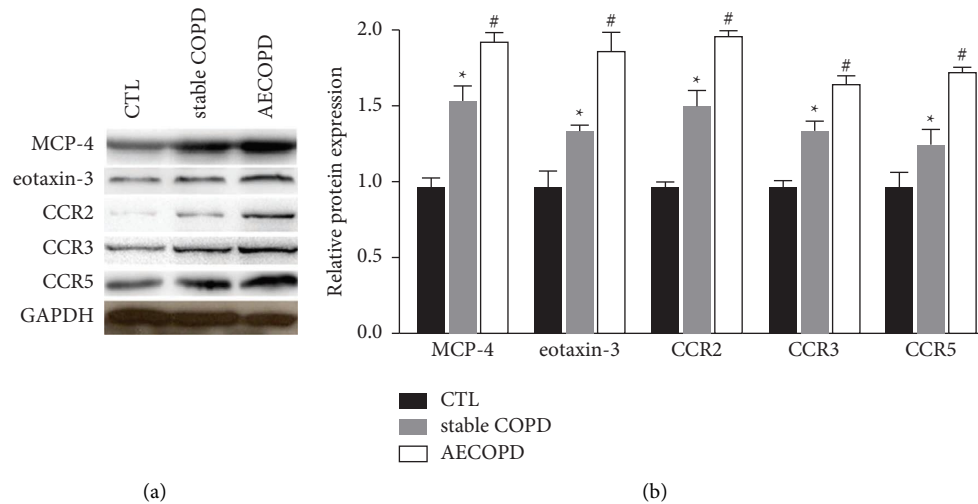 CTL
stable COPD
AECOPD
MCP-4
eotaxin-3
CCR2
CCR3
CCR5
GAPDH
(a)
Relative protein expression
2.0
1.5
1.0
0.5
0.0
* # * # * # * # * #
MCP-4 eotaxin-3 CCR2 CCR3 CCR5
CTL
stable COPD
AECOPD
(b)